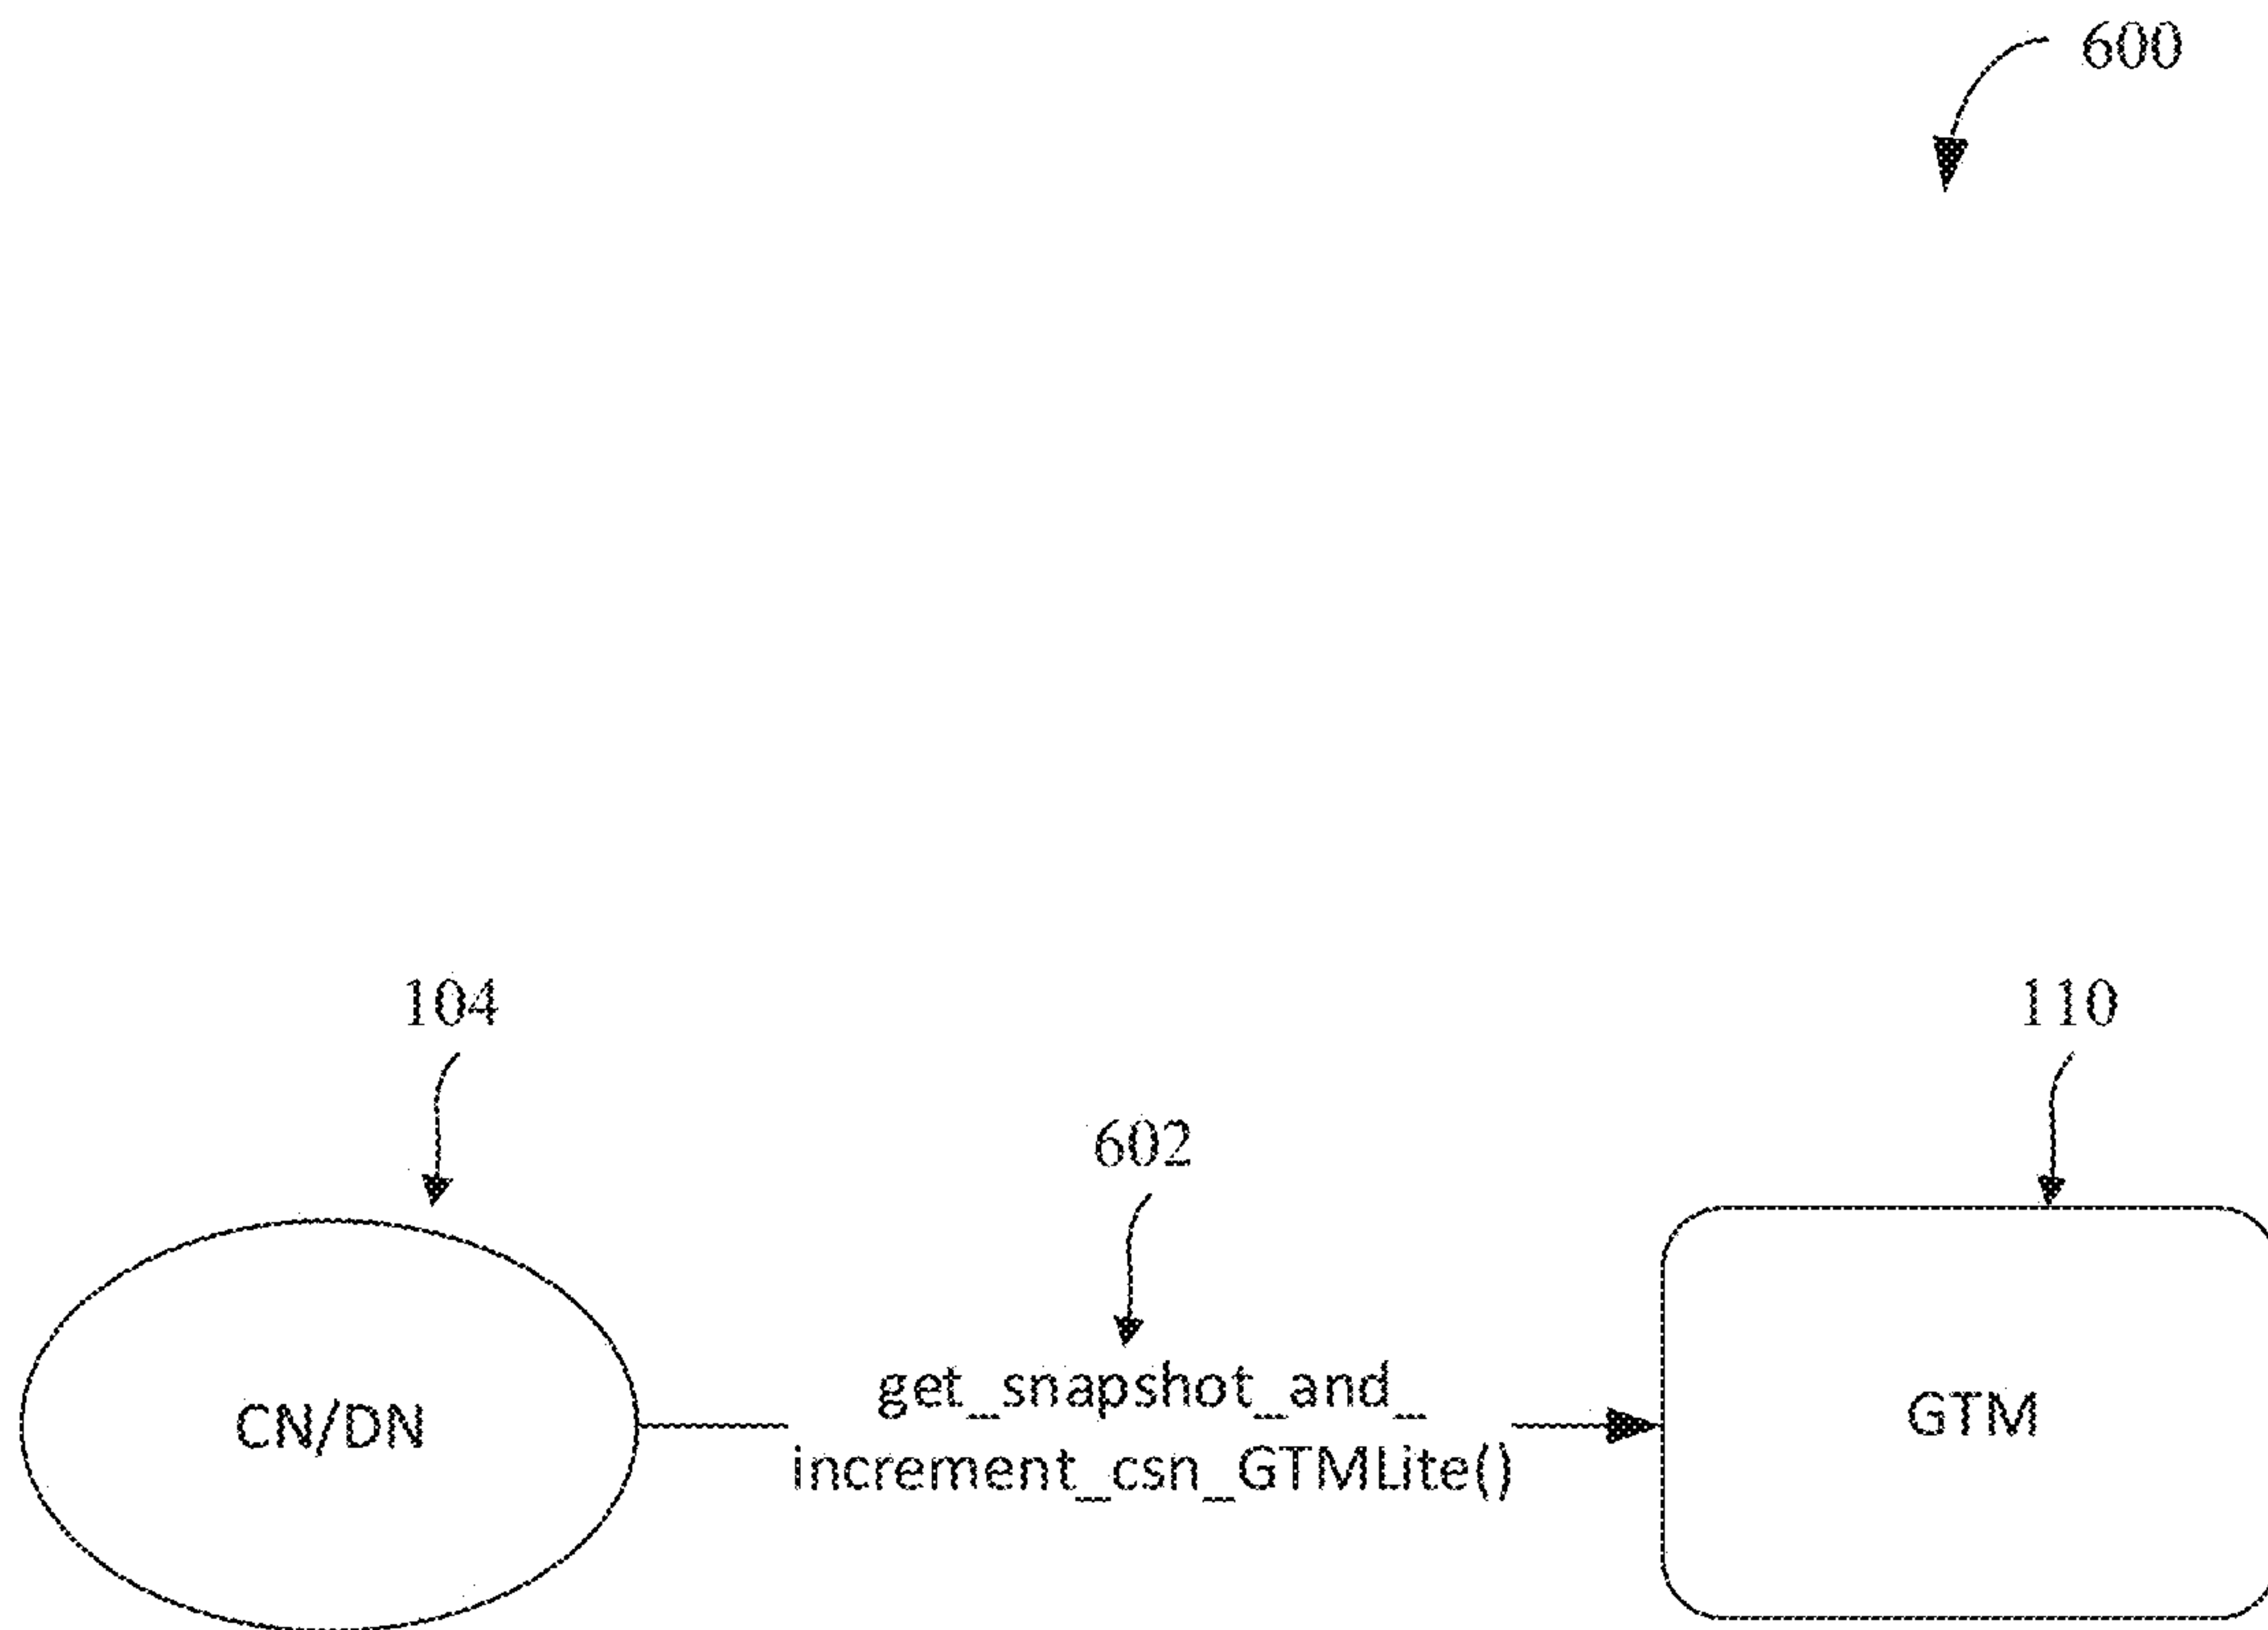 600
104
110
602
get_snapshot_and_
increment_csn_GTMLite()
CN/DN
GTM